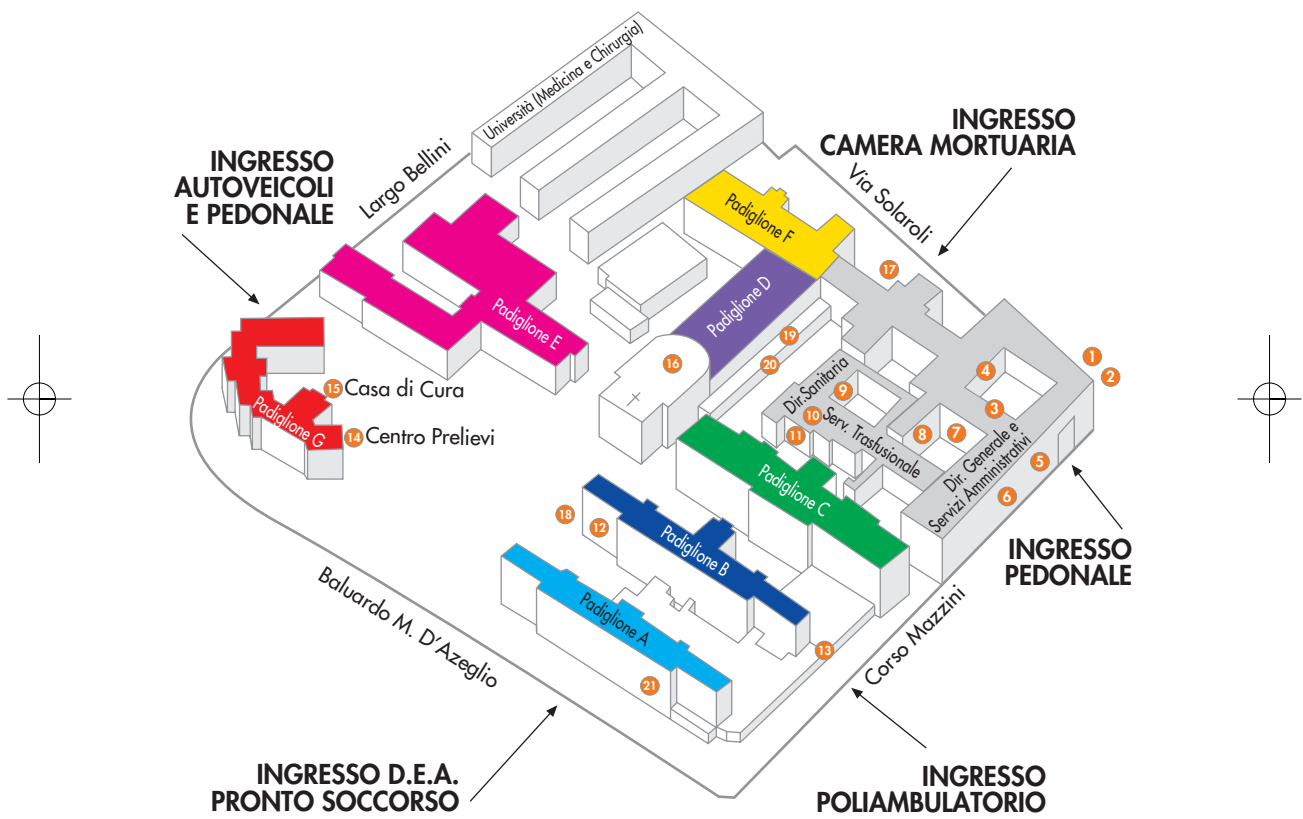 Università (Medicina e Chirurgia)
INGRESSO
CAMERA MORTUARIA
INGRESSO
AUTOVEICOLI
E PEDONALE
Largo Bellini
Via Solaroli
Padiglione F
17
Padiglione D
Padiglione E
19
20
16
1
2
4
3
Dir.Sanitaria
9
10
Serv. Trasfusionale
11
8
7
Dir. Generale e
Servizi Amministrativi
5
6
15
Casa di Cura
Padiglione G
14
Centro Prelievi
Padiglione C
18
12
Padiglione B
INGRESSO
PEDONALE
Padiglione A
13
21
Baluardo M. D'Azeglio
Corso Mazzini
INGRESSO D.E.A.
PRONTO SOCCORSO
INGRESSO
POLIAMBULATORIO